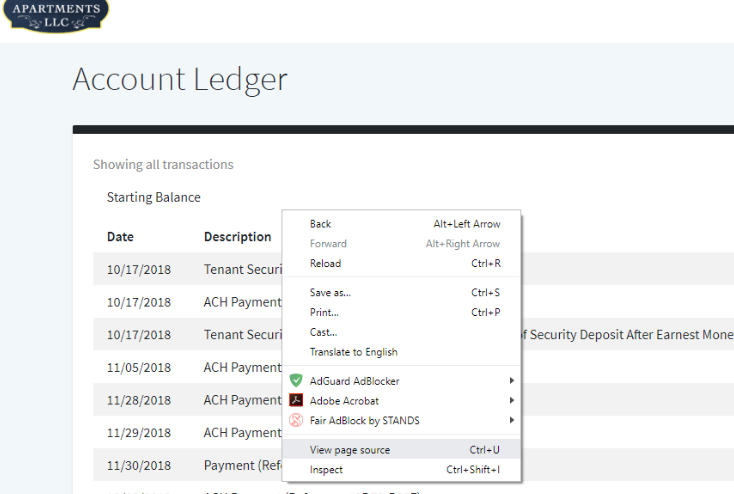 APARTMENTS
LLC
Account Ledger
Showing all transactions
Starting Balance
Date Description
10/17/2018 Tenant Securi
10/17/2018 ACH Payment
10/17/2018 Tenant Securi of Security Deposit After Earnest Mone
11/05/2018 ACH Payment
11/28/2018 ACH Payment
11/29/2018 ACH Payment
11/30/2018 Payment (Ref
Back Alt+Left Arrow
Forward Alt+Right Arrow
Reload Ctrl+R
Save as... Ctrl+S
Print... Ctrl+P
Cast...
Translate to English
AdGuard AdBlocker
Adobe Acrobat
Fair AdBlock by STANDS
View page source Ctrl+U
Inspect Ctrl+Shift+I